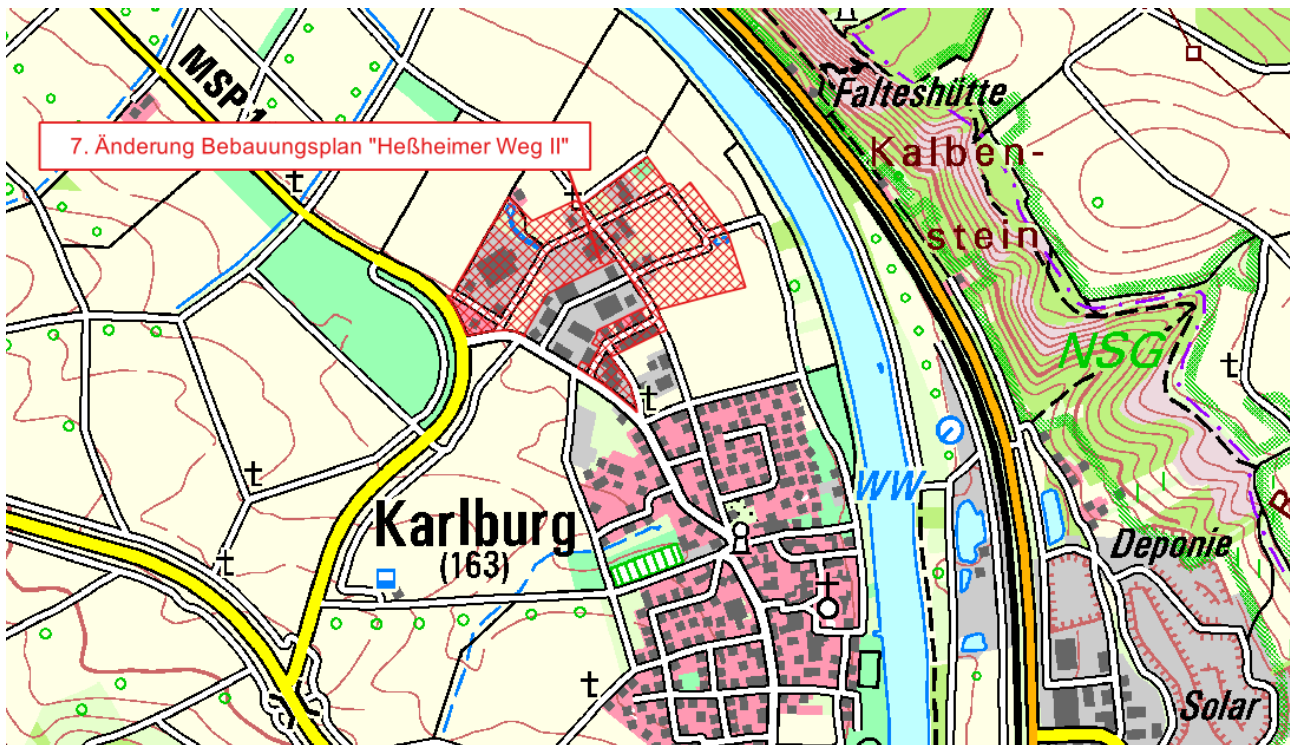 MSP 1
7. Änderung Bebauungsplan "Heßheimer Weg II"
Falteshütte
Kalben-
stein
NSG
WW
Karlburg
(163)
Deponie
Solar